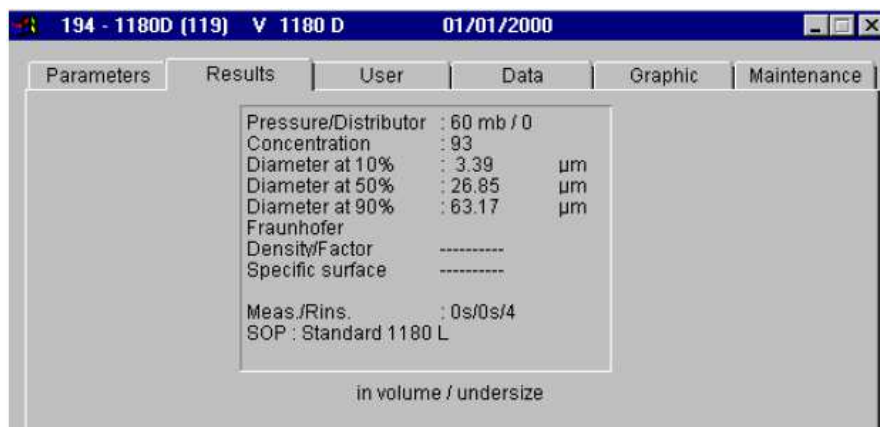 194 - 1180D (119) V 1180 D 01/01/2000
Parameters Results User Data Graphic Maintenance
Pressure/Distributor : 60 mb / 0
Concentration : 93
Diameter at 10% : 3.39 µm
Diameter at 50% : 26.85 µm
Diameter at 90% : 63.17 µm
Fraunhofer
Density/Factor ----------
Specific surface ----------
Meas./Rins. : 0s/0s/4
SOP : Standard 1180 L
in volume / undersize